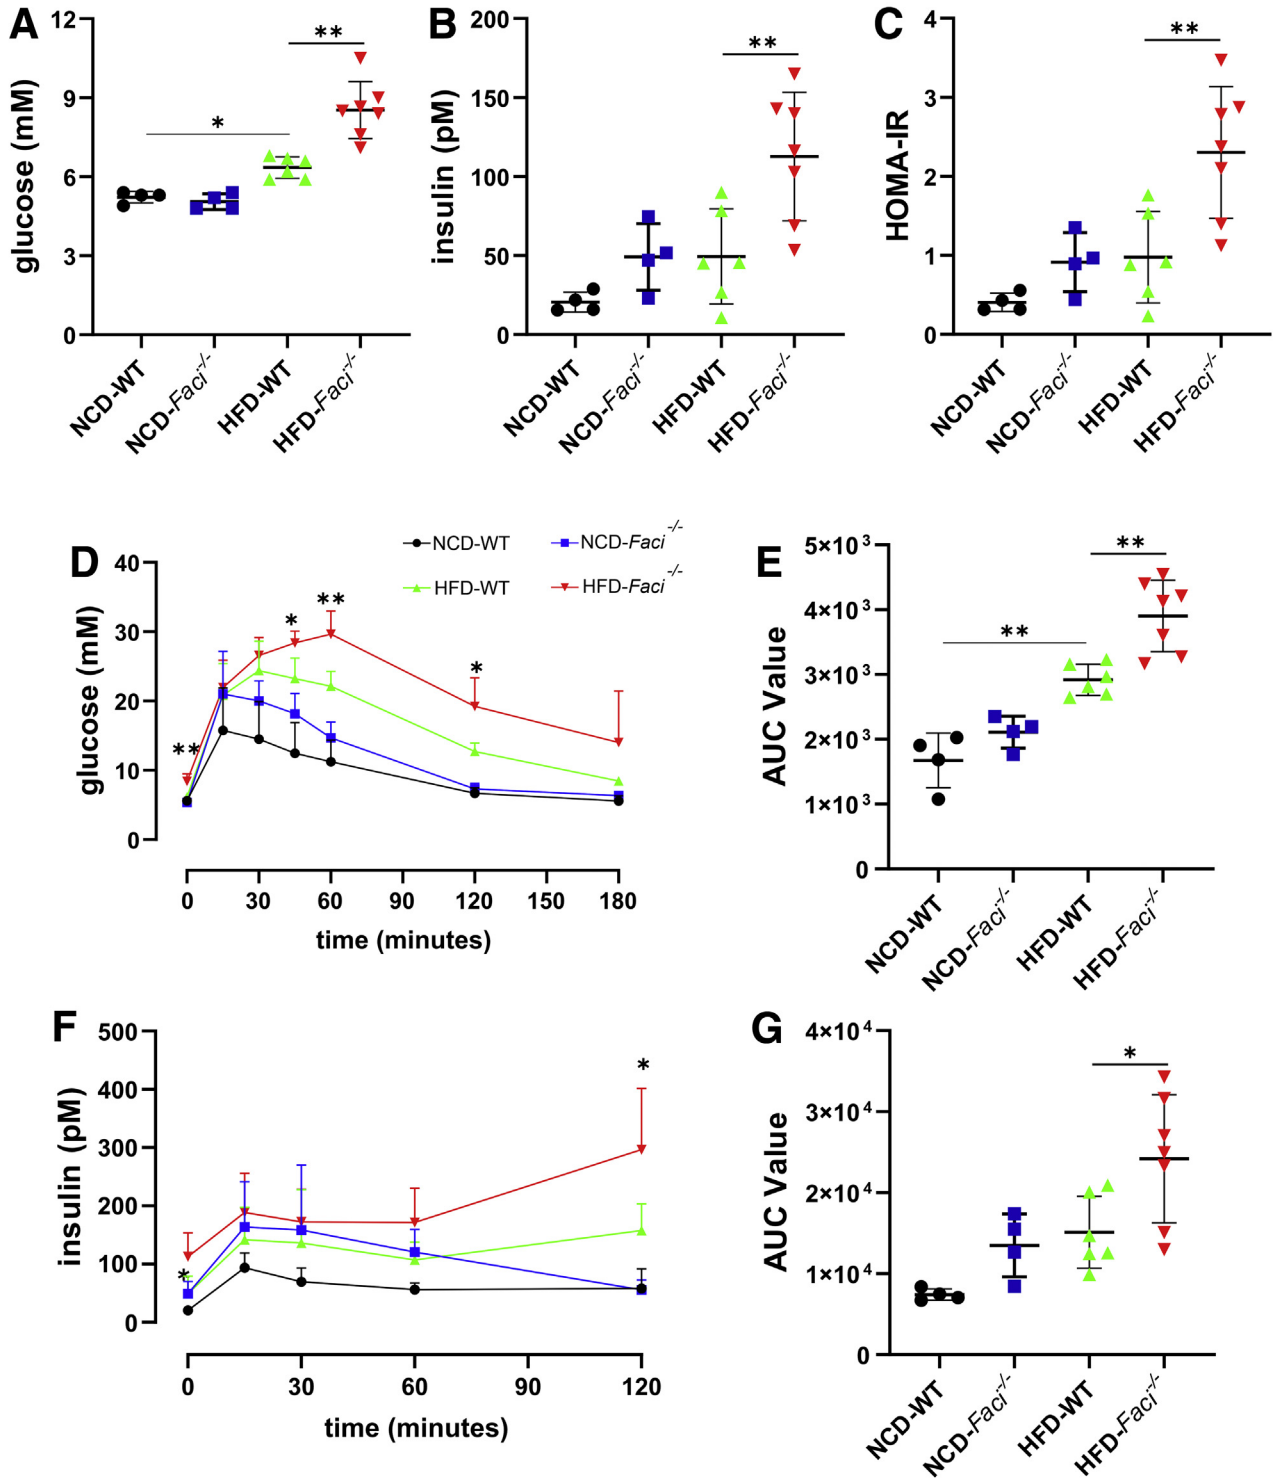 A
glucose (mM)
12
9
6
3
0
*
**
NCD-WT
NCD-Faci-/-
HFD-WT
HFD-Faci-/-
B
insulin (pM)
200
150
100
50
0
**
NCD-WT
NCD-Faci-/-
HFD-WT
HFD-Faci-/-
C
HOMA-IR
4
3
2
1
0
**
NCD-WT
NCD-Faci-/-
HFD-WT
HFD-Faci-/-
D
NCD-WT
NCD-Faci -/-
HFD-WT
HFD-Faci -/-
glucose (mM)
40
30
20
10
0
**
*
**
*
0 30 60 90 120 150 180
time (minutes)
E
AUC Value
5×10³
4×10³
3×10³
2×10³
1×10³
0
**
**
NCD-WT
NCD-Faci-/-
HFD-WT
HFD-Faci-/-
F
insulin (pM)
500
400
300
200
100
0
*
*
0 30 60 90 120
time (minutes)
G
AUC Value
4×10⁴
3×10⁴
2×10⁴
1×10⁴
0
*
NCD-WT
NCD-Faci-/-
HFD-WT
HFD-Faci-/-